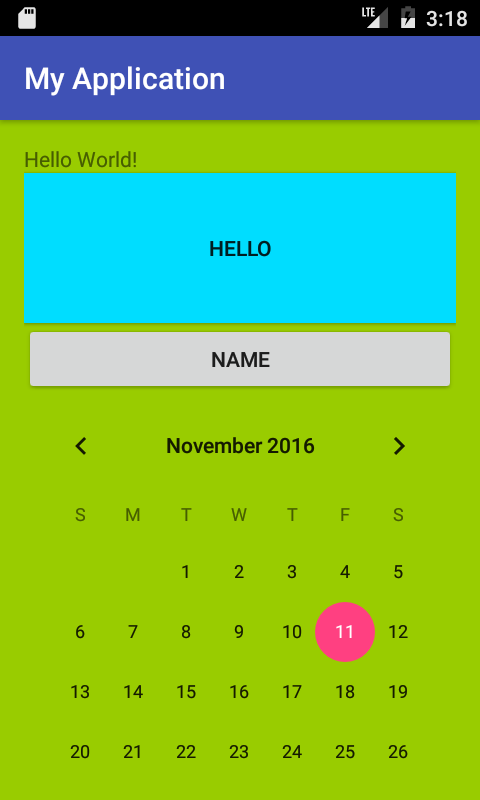 LTE 3:18
My Application
Hello World!
HELLO
NAME
November 2016
S M T W T F S
1 2 3 4 5
6 7 8 9 10 11 12
13 14 15 16 17 18 19
20 21 22 23 24 25 26